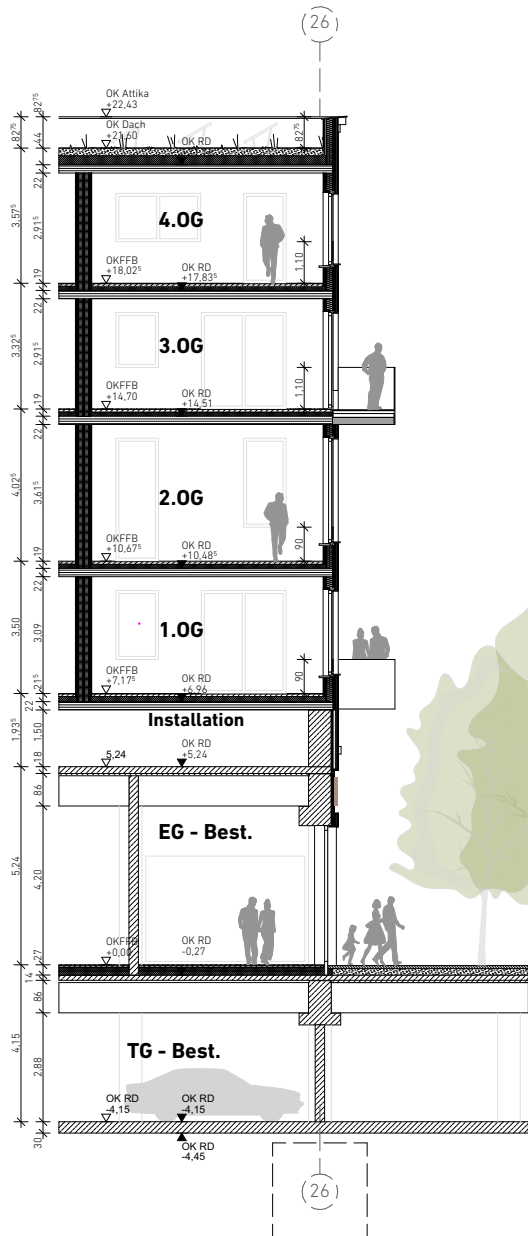 26
OK Attika
+22,43
OK Dach
+21,60
OK RD
82⁷⁵
82⁷⁵
82⁷⁵
44
22
4.OG
3,57⁵
2,91⁵
1,10
OKFFB
+18,02⁵
OK RD
+17,83⁵
19
22
3.OG
3,32⁵
2,91⁵
1,10
OKFFB
+14,70
OK RD
+14,51
19
22
2.OG
4,02⁵
3,61⁵
90
OKFFB
+10,67⁵
OK RD
+10,48⁵
19
22
1.OG
3,50
3,09
90
OKFFB
+7,17⁵
OK RD
+6,96
21⁵
22
Installation
1,93⁵
1,50
5,24
OK RD
+5,24
18
86
EG - Best.
5,24
4,20
OKFFB
+0,00
OK RD
-0,27
27
14
86
TG - Best.
4,15
2,88
OK RD
-4,15
OK RD
-4,15
30
OK RD
-4,45
26